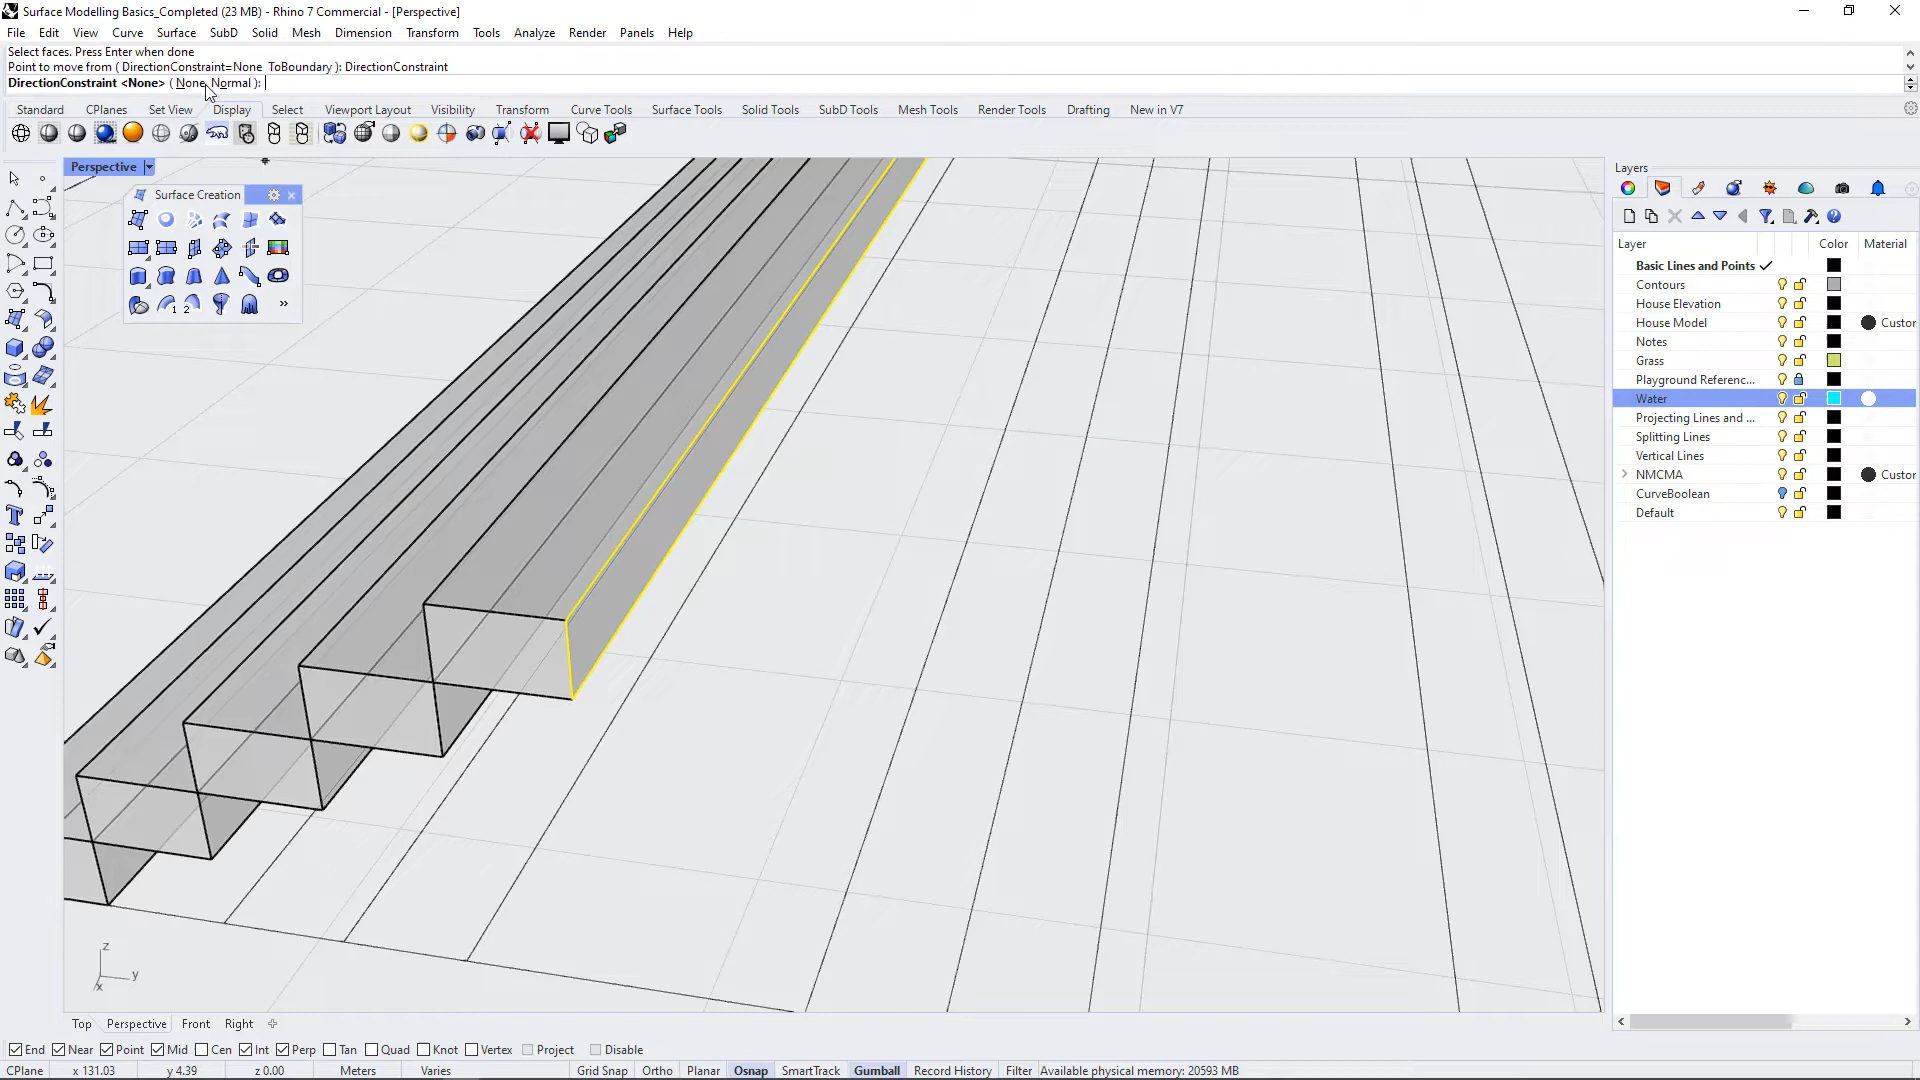 Surface Modelling Basics_Completed (23 MB) - Rhino 7 Commercial - [Perspective]
File Edit View Curve Surface SubD Solid Mesh Dimension Transform Tools Analyze Render Panels Help
Select faces. Press Enter when done
Point to move from ( DirectionConstraint=None ToBoundary ): DirectionConstraint
DirectionConstraint <None> ( None Normal ):
Standard CPlanes Set View Display Select Viewport Layout Visibility Transform Curve Tools Surface Tools Solid Tools SubD Tools Mesh Tools Render Tools Drafting New in V7
Perspective
Surface Creation
Layers
Layer Color Material
Basic Lines and Points
Contours
House Elevation
House Model Custor
Notes
Grass
Playground Referenc...
Water
Projecting Lines and ...
Splitting Lines
Vertical Lines
NMCMA Custor
CurveBoolean
Default
z
y
x
Top Perspective Front Right
End Near Point Mid Cen Int Perp Tan Quad Knot Vertex Project Disable
CPlane x 131.03 y 4.39 z 0.00 Meters Varies Grid Snap Ortho Planar Osnap SmartTrack Gumball Record History Filter Available physical memory: 20593 MB